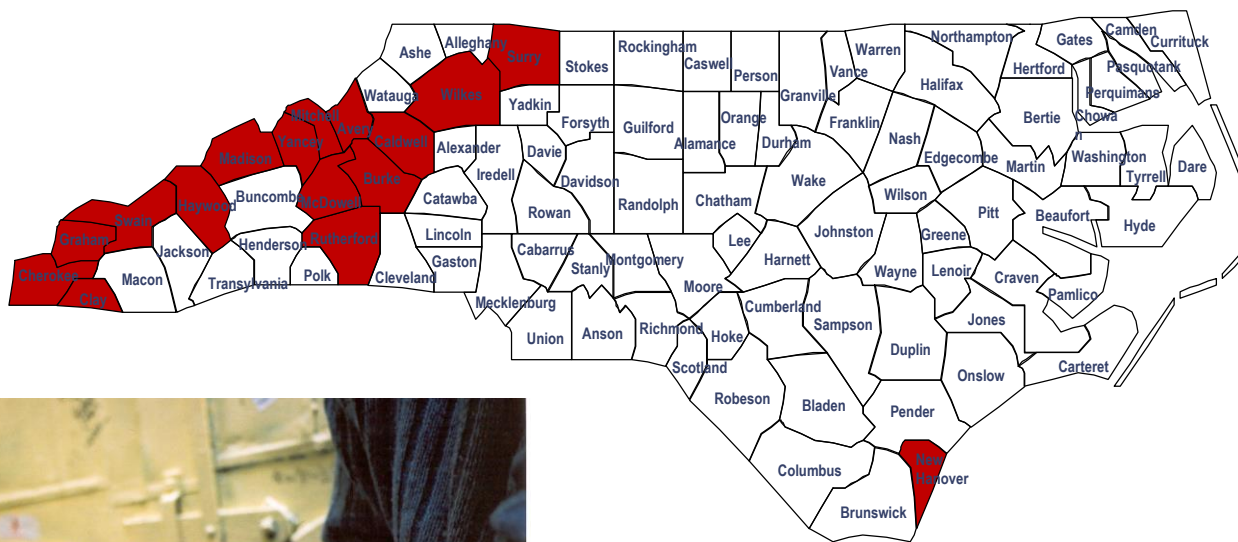 Ashe
Alleghany
Surry
Stokes
Rockingham
Caswel
Person
Granville
Vance
Warren
Northampton
Gates
Camden
Currituck
Pasquotank
Perquimans
Hertford
Halifax
Watauga
Wilkes
Yadkin
Forsyth
Guilford
Alamance
Orange
Durham
Franklin
Nash
Bertie
Chowa
n
Mitchell
Avery
Caldwell
Alexander
Iredell
Davie
Davidson
Edgecombe
Martin
Washington
Tyrrell
Dare
Madison
Yancey
Burke
Catawba
Rowan
Randolph
Chatham
Wake
Wilson
Pitt
Beaufort
Hyde
Swain
Haywood
Buncombe
McDowell
Lincoln
Graham
Jackson
Henderson
Rutherford
Cleveland
Gaston
Cabarrus
Stanly
Montgomery
Moore
Lee
Harnett
Johnston
Wayne
Greene
Lenoir
Craven
Pamlico
Cherokee
Clay
Macon
Transylvania
Polk
Mecklenburg
Union
Anson
Richmond
Scotland
Hoke
Cumberland
Sampson
Duplin
Jones
Onslow
Carteret
Robeson
Bladen
Pender
Columbus
Brunswick
New
Hanover